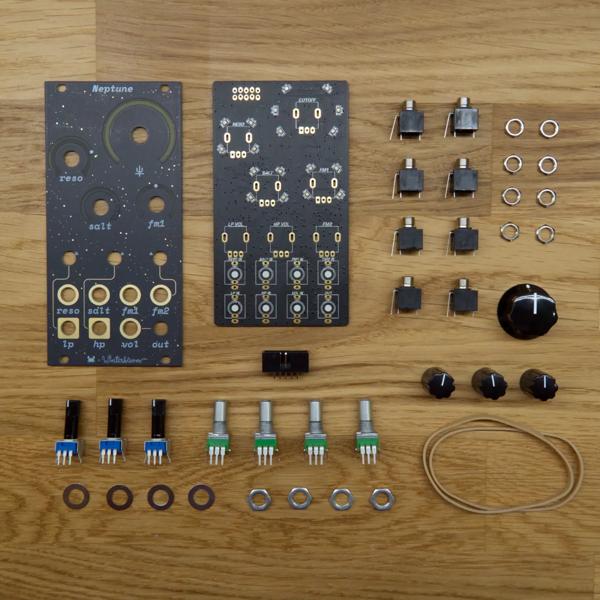 Neptune
reso
salt
fm1
reso salt fm1 fm2
lp hp vol out
Winterbloom
CUTOFF
RESO
SALT
FM1
LP VOL HP VOL FM2